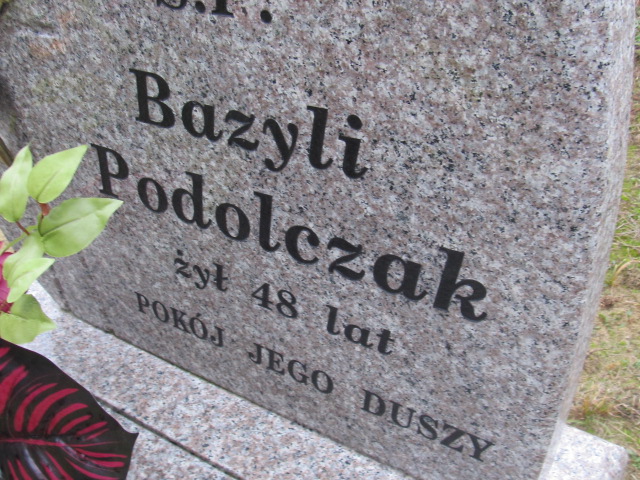 Ś.P.
Bazyli
Podolczak
żył 48 lat
POKÓJ JEGO DUSZY